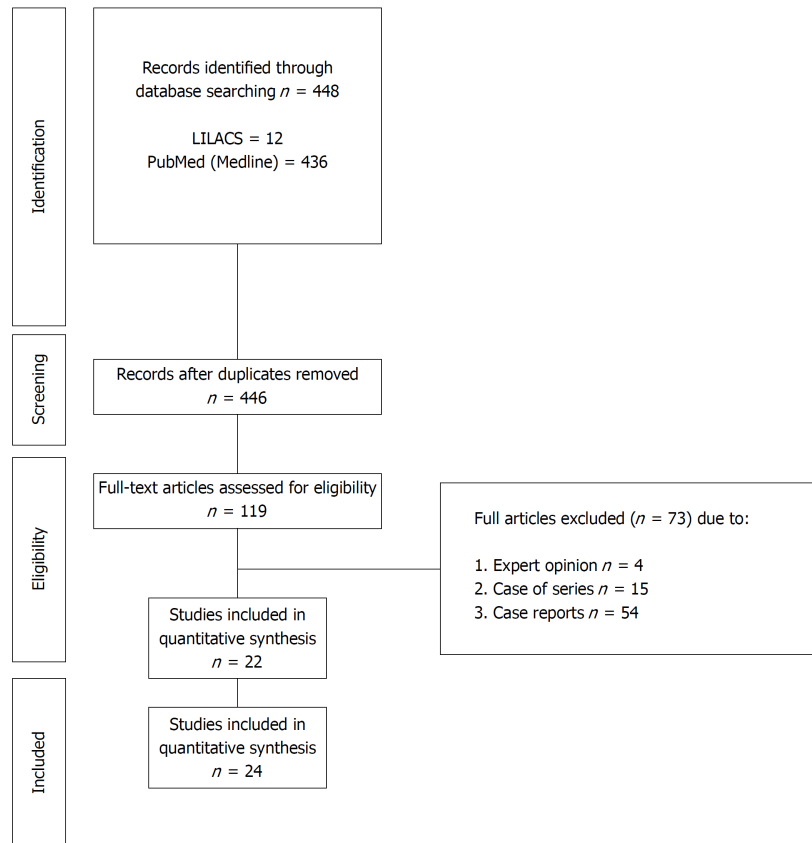 Identification
Records identified through
database searching n = 448
LILACS = 12
PubMed (Medline) = 436
Screening
Records after duplicates removed
n = 446
Eligibility
Full-text articles assessed for eligibility
n = 119
Full articles excluded (n = 73) due to:
1. Expert opinion n = 4
2. Case of series n = 15
3. Case reports n = 54
Studies included in
quantitative synthesis
n = 22
Included
Studies included in
quantitative synthesis
n = 24